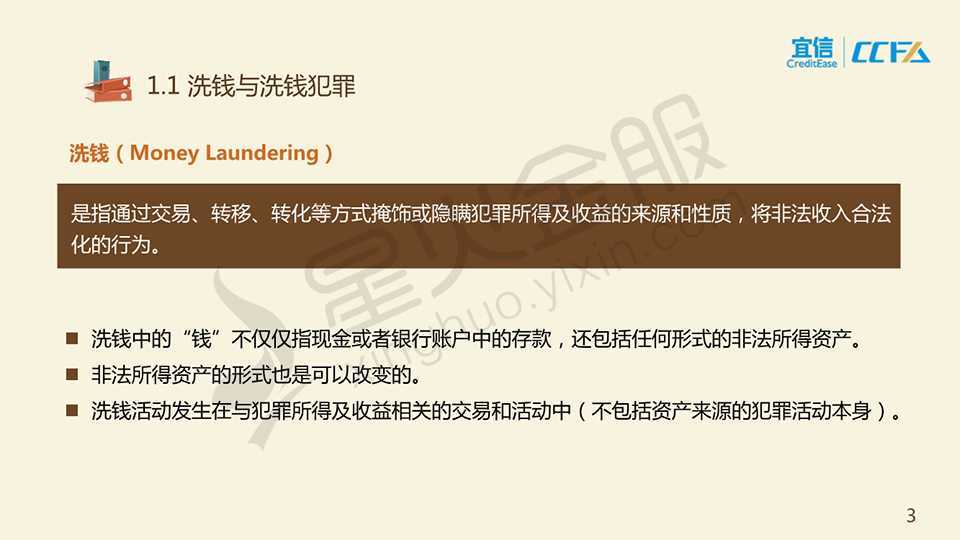 宜信
CreditEase
CCFA
1.1 洗钱与洗钱犯罪
洗钱（Money Laundering）
是指通过交易、转移、转化等方式掩饰或隐瞒犯罪所得及收益的来源和性质，将非法收入合法
化的行为。
洗钱中的“钱”不仅仅指现金或者银行账户中的存款，还包括任何形式的非法所得资产。
非法所得资产的形式也是可以改变的。
洗钱活动发生在与犯罪所得及收益相关的交易和活动中（不包括资产来源的犯罪活动本身）。
星火金服
xinghuo.yixin.com
3